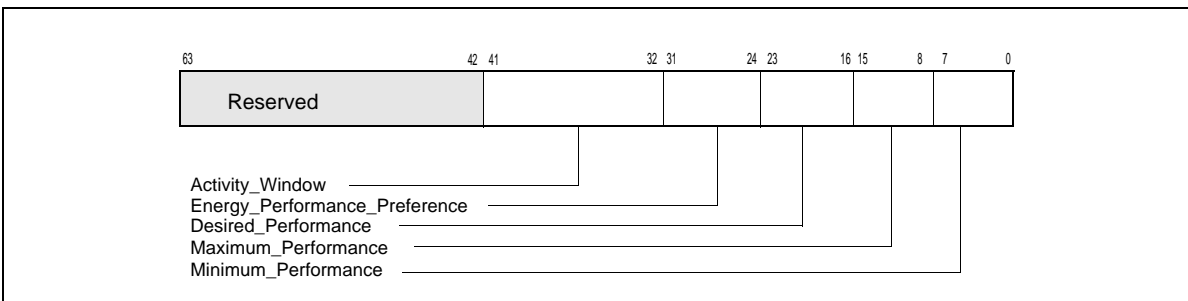 63 42 41 32 31 24 23 16 15 8 7 0
Reserved
Activity_Window
Energy_Performance_Preference
Desired_Performance
Maximum_Performance
Minimum_Performance